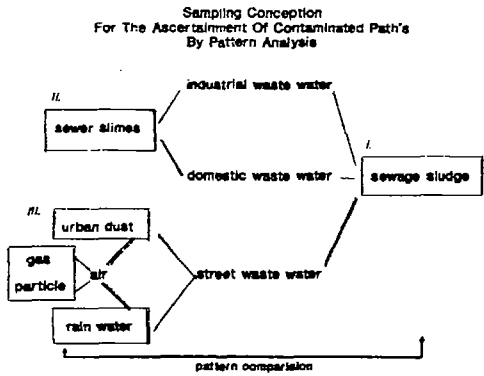 Sampling Conception
For The Ascertainment Of Contaminated Path's
By Pattern Analysis
industrial waste water
II.
sewer slimes
I.
domestic waste water
sewage sludge
III.
urban dust
gas
particle
air
street waste water
rain water
pattern comparision